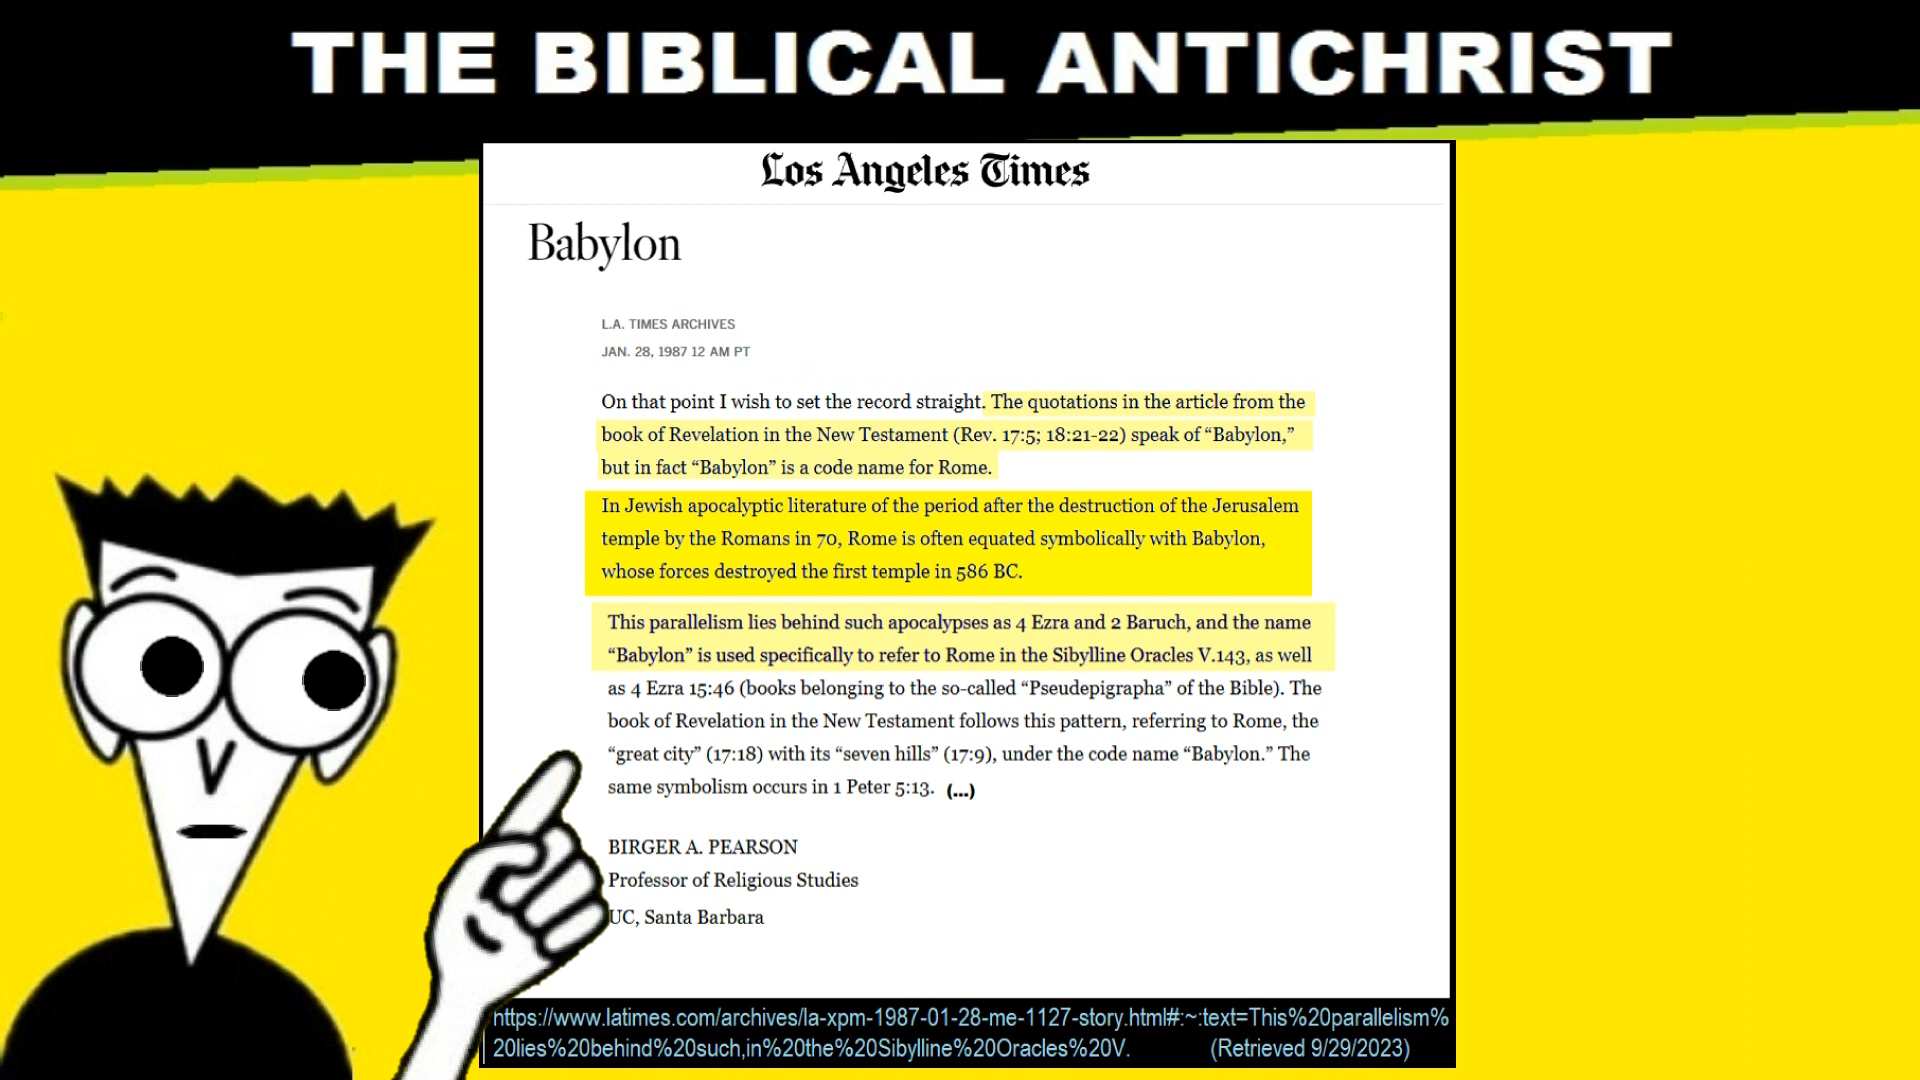 THE BIBLICAL ANTICHRIST
Los Angeles Times
Babylon
L.A. TIMES ARCHIVES
JAN. 28, 1987 12 AM PT
On that point I wish to set the record straight. The quotations in the article from the
book of Revelation in the New Testament (Rev. 17:5; 18:21-22) speak of “Babylon,”
but in fact “Babylon” is a code name for Rome.
In Jewish apocalyptic literature of the period after the destruction of the Jerusalem
temple by the Romans in 70, Rome is often equated symbolically with Babylon,
whose forces destroyed the first temple in 586 BC.
This parallelism lies behind such apocalypses as 4 Ezra and 2 Baruch, and the name
“Babylon” is used specifically to refer to Rome in the Sibylline Oracles V.143, as well
as 4 Ezra 15:46 (books belonging to the so-called “Pseudepigrapha” of the Bible). The
book of Revelation in the New Testament follows this pattern, referring to Rome, the
“great city” (17:18) with its “seven hills” (17:9), under the code name “Babylon.” The
same symbolism occurs in 1 Peter 5:13. (...)
BIRGER A. PEARSON
Professor of Religious Studies
UC, Santa Barbara
https://www.latimes.com/archives/la-xpm-1987-01-28-me-1127-story.html#:~:text=This%20parallelism%
20lies%20behind%20such,in%20the%20Sibylline%20Oracles%20V. (Retrieved 9/29/2023)